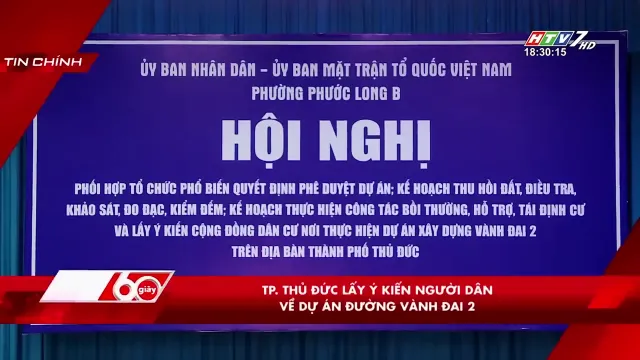 TIN CHÍNH
HTV7 HD
18:30:15
ỦY BAN NHÂN DÂN – ỦY BAN MẶT TRẬN TỔ QUỐC VIỆT NAM
PHƯỜNG PHƯỚC LONG B
HỘI NGHỊ
PHỐI HỢP TỔ CHỨC PHỔ BIẾN QUYẾT ĐỊNH PHÊ DUYỆT DỰ ÁN; KẾ HOẠCH THU HỒI ĐẤT, ĐIỀU TRA,
KHẢO SÁT, ĐO ĐẠC, KIỂM ĐẾM; KẾ HOẠCH THỰC HIỆN CÔNG TÁC BỒI THƯỜNG, HỖ TRỢ, TÁI ĐỊNH CƯ
VÀ LẤY Ý KIẾN CỘNG ĐỒNG DÂN CƯ NƠI THỰC HIỆN DỰ ÁN XÂY DỰNG VÀNH ĐAI 2
TRÊN ĐỊA BÀN THÀNH PHỐ THỦ ĐỨC
60 giây
TP. THỦ ĐỨC LẤY Ý KIẾN NGƯỜI DÂN
VỀ DỰ ÁN ĐƯỜNG VÀNH ĐAI 2